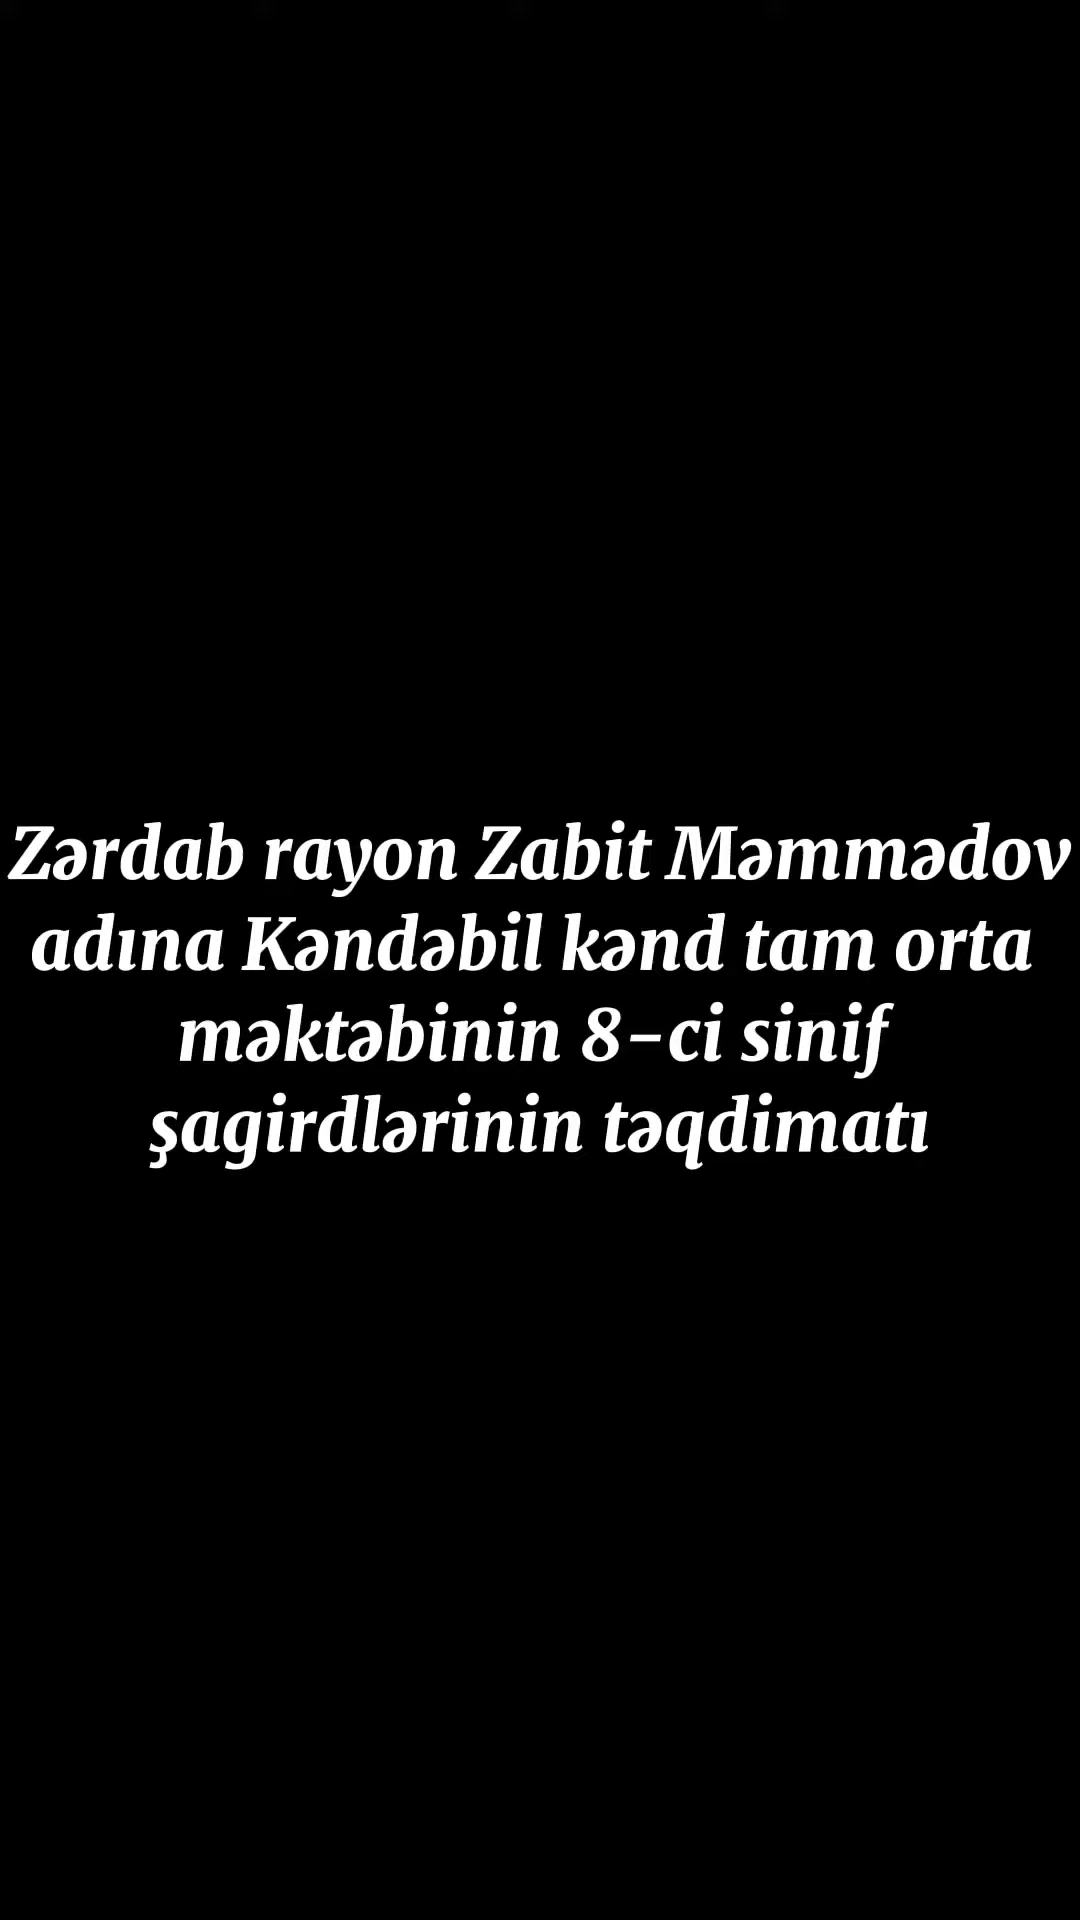 Zərdab rayon Zabit Məmmədov
adına Kəndəbil kənd tam orta
məktəbinin 8-ci sinif
şagirdlərinin təqdimatı